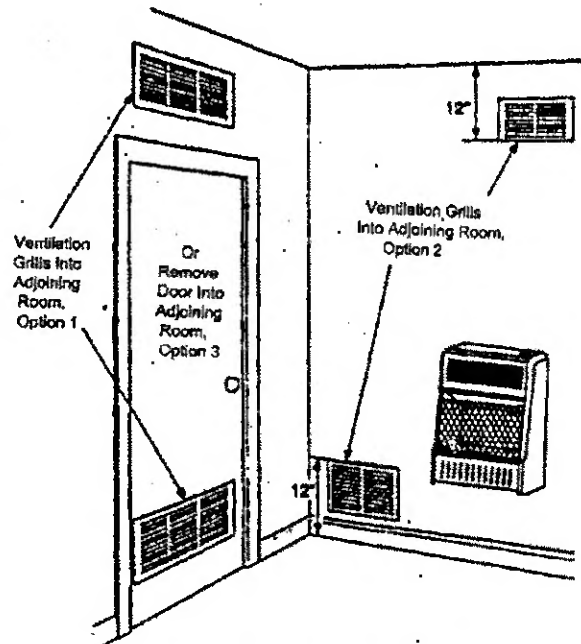 12"
Ventilation Grills
Into Adjoining Room,
Option 2
Ventilation
Grills Into
Adjoining
Room,
Option 1
Or
Remove
Door Into
Adjoining
Room,
Option 3
12"